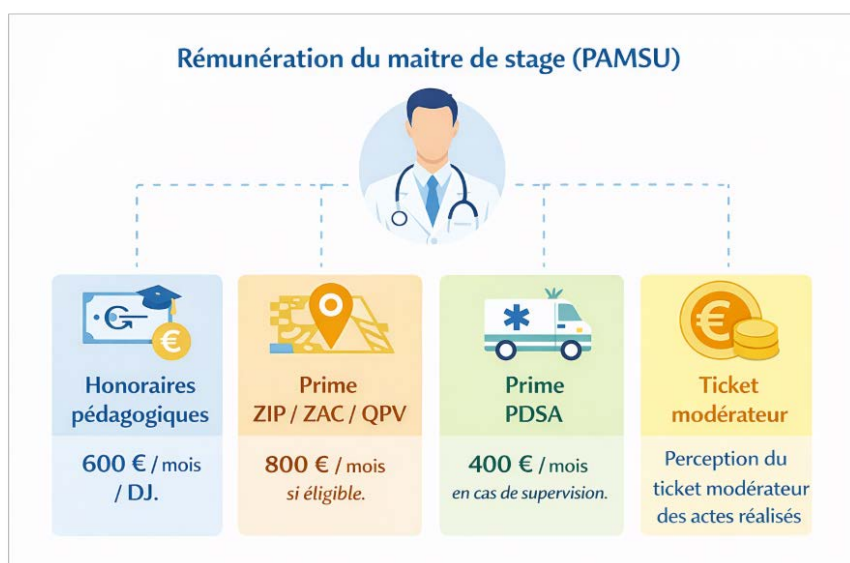 Rémunération du maitre de stage (PAMSU)
Honoraires
pédagogiques
600 € / mois
/ DJ.
Prime
ZIP / ZAC / QPV
800 € / mois
si éligible.
Prime
PDSA
400 € / mois
en cas de supervision.
Ticket
modérateur
Perception du
ticket modérateur
des actes réalisés